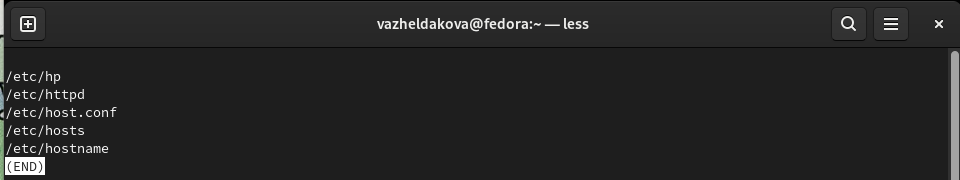 vazheldakova@fedora:~ — less
/etc/hp
/etc/httpd
/etc/host.conf
/etc/hosts
/etc/hostname
(END)